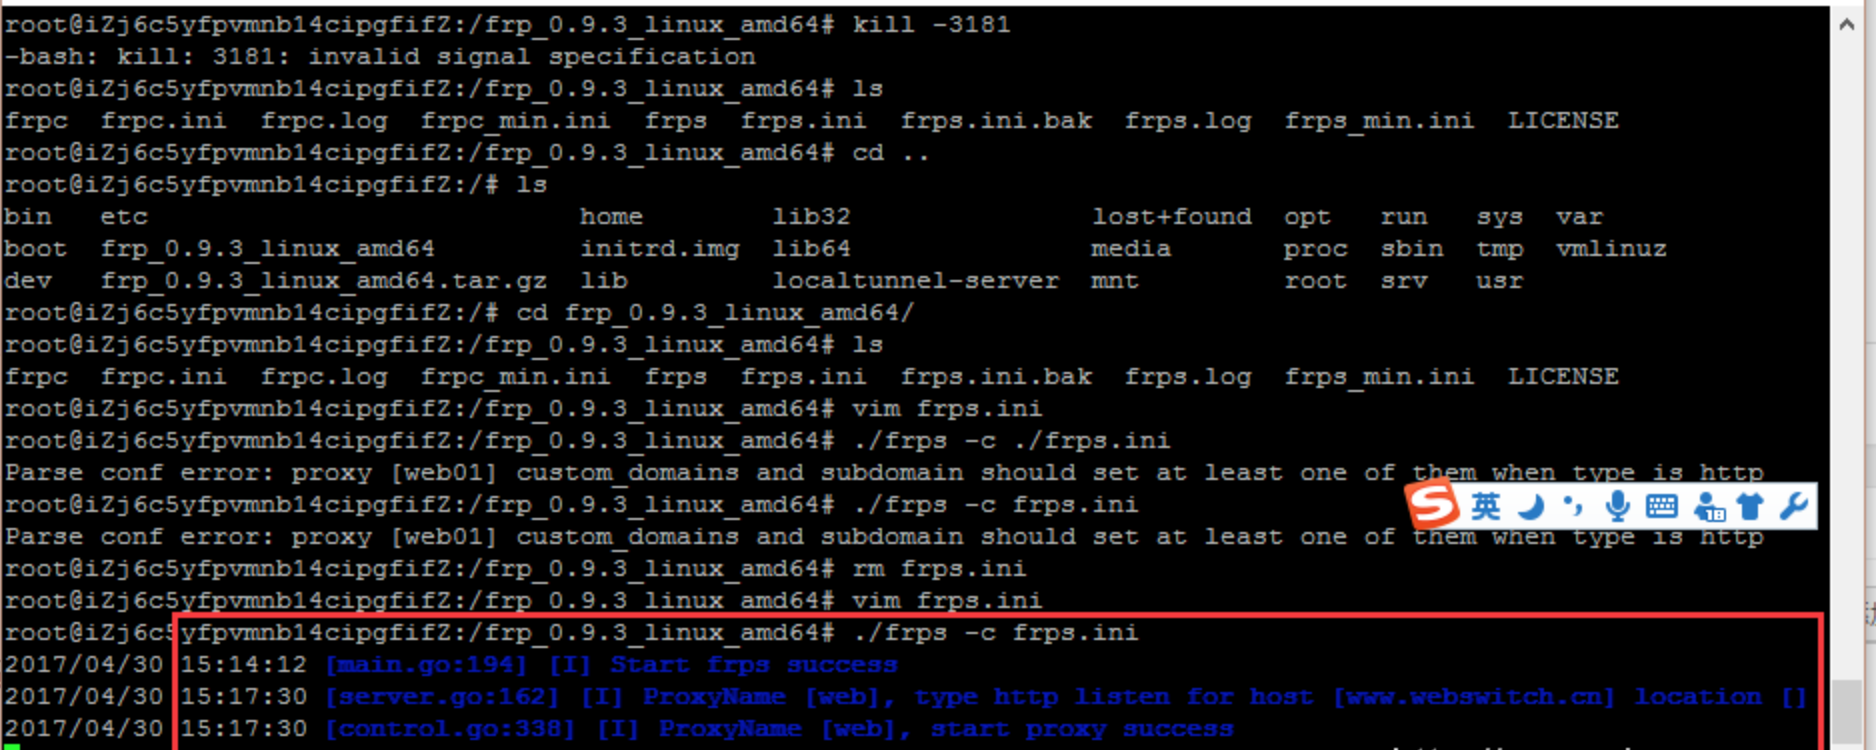 root@iZj6c5yfpvmnb14cipgfifZ:/frp_0.9.3_linux_amd64# kill -3181
-bash: kill: 3181: invalid signal specification
root@iZj6c5yfpvmnb14cipgfifZ:/frp_0.9.3_linux_amd64# ls
frpc  frpc.ini  frpc.log  frpc_min.ini  frps  frps.ini  frps.ini.bak  frps.log  frps_min.ini  LICENSE
root@iZj6c5yfpvmnb14cipgfifZ:/frp_0.9.3_linux_amd64# cd ..
root@iZj6c5yfpvmnb14cipgfifZ:/# ls
bin   etc                           home        lib32               lost+found  opt   run   sys  var
boot  frp_0.9.3_linux_amd64         initrd.img  lib64               media       proc  sbin  tmp  vmlinuz
dev   frp_0.9.3_linux_amd64.tar.gz  lib         localtunnel-server  mnt         root  srv   usr
root@iZj6c5yfpvmnb14cipgfifZ:/# cd frp_0.9.3_linux_amd64/
root@iZj6c5yfpvmnb14cipgfifZ:/frp_0.9.3_linux_amd64# ls
frpc  frpc.ini  frpc.log  frpc_min.ini  frps  frps.ini  frps.ini.bak  frps.log  frps_min.ini  LICENSE
root@iZj6c5yfpvmnb14cipgfifZ:/frp_0.9.3_linux_amd64# vim frps.ini
root@iZj6c5yfpvmnb14cipgfifZ:/frp_0.9.3_linux_amd64# ./frps -c ./frps.ini
Parse conf error: proxy [web01] custom_domains and subdomain should set at least one of them when type is http
root@iZj6c5yfpvmnb14cipgfifZ:/frp_0.9.3_linux_amd64# ./frps -c frps.ini
英
Parse conf error: proxy [web01] custom_domains and subdomain should set at least one of them when type is http
root@iZj6c5yfpvmnb14cipgfifZ:/frp_0.9.3_linux_amd64# rm frps.ini
root@iZj6c5yfpvmnb14cipgfifZ:/frp_0.9.3_linux_amd64# vim frps.ini
root@iZj6c5yfpvmnb14cipgfifZ:/frp_0.9.3_linux_amd64# ./frps -c frps.ini
2017/04/30 15:14:12 [main.go:194] [I] Start frps success
2017/04/30 15:17:30 [server.go:162] [I] ProxyName [web], type http listen for host [www.webswitch.cn] location []
2017/04/30 15:17:30 [control.go:338] [I] ProxyName [web], start proxy success